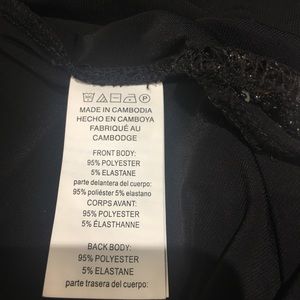 MADE IN CAMBODIA
HECHO EN CAMBOYA
FABRIQUÉ AU
CAMBODGE
FRONT BODY:
95% POLYESTER
5% ELASTANE
parte delantera del cuerpo:
95% poliéster 5% elastano
CORPS AVANT:
95% POLYESTER
5% ÉLASTHANNE
BACK BODY:
95% POLYESTER
5% ELASTANE
parte trasera del cuerpo: